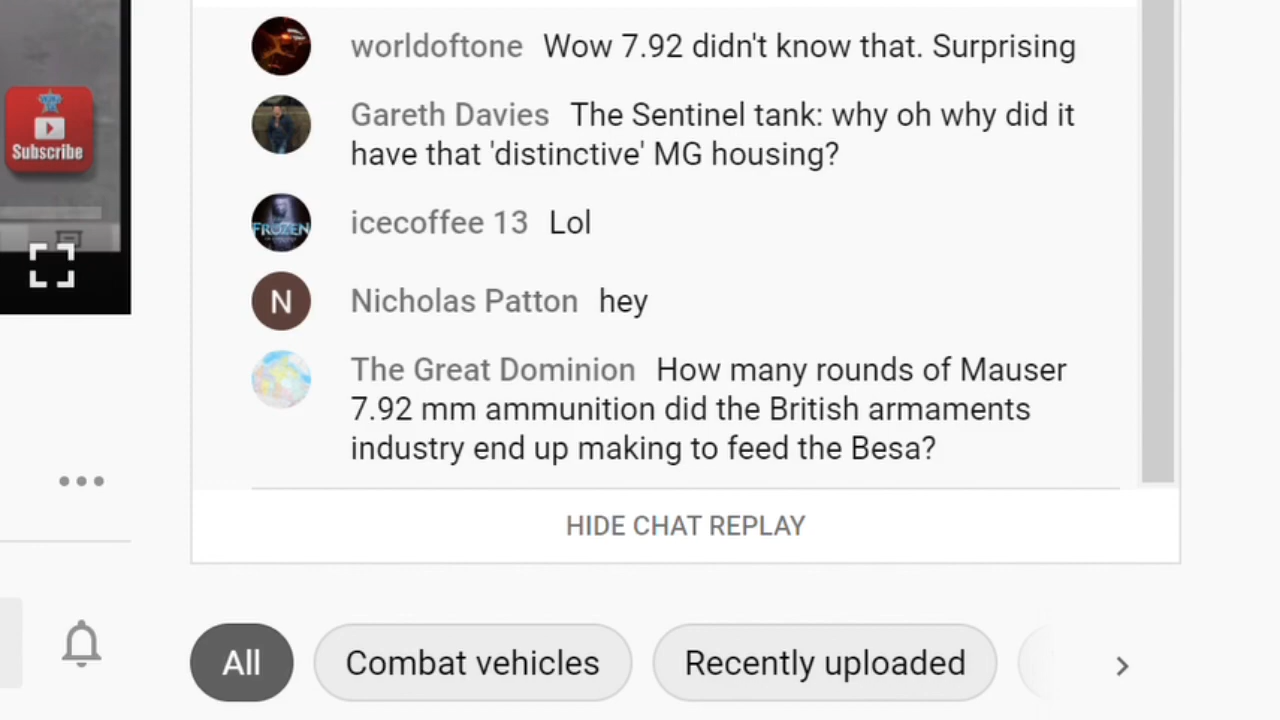 worldoftone Wow 7.92 didn't know that. Surprising
Gareth Davies The Sentinel tank: why oh why did it
have that 'distinctive' MG housing?
Subscribe
FROZEN
icecoffee 13 Lol
N
Nicholas Patton hey
The Great Dominion How many rounds of Mauser
7.92 mm ammunition did the British armaments
industry end up making to feed the Besa?
HIDE CHAT REPLAY
All
Combat vehicles
Recently uploaded